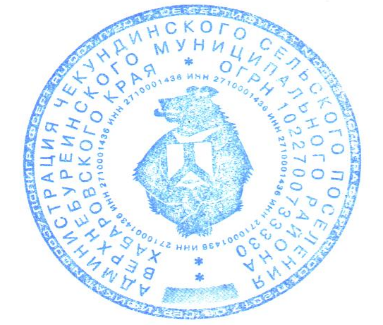 АДМИНИСТРАЦИЯ ЧЕКУНДИНСКОГО СЕЛЬСКОГО ПОСЕЛЕНИЯ
ВЕРХНЕБУРЕИНСКОГО МУНИЦИПАЛЬНОГО РАЙОНА
ХАБАРОВСКОГО КРАЯ * ОГРН 1022700733330 *
ИНН 2710001436 ИНН 2710001436 ИНН 2710001436 ИНН 2710001436 ИНН 2710001436
*